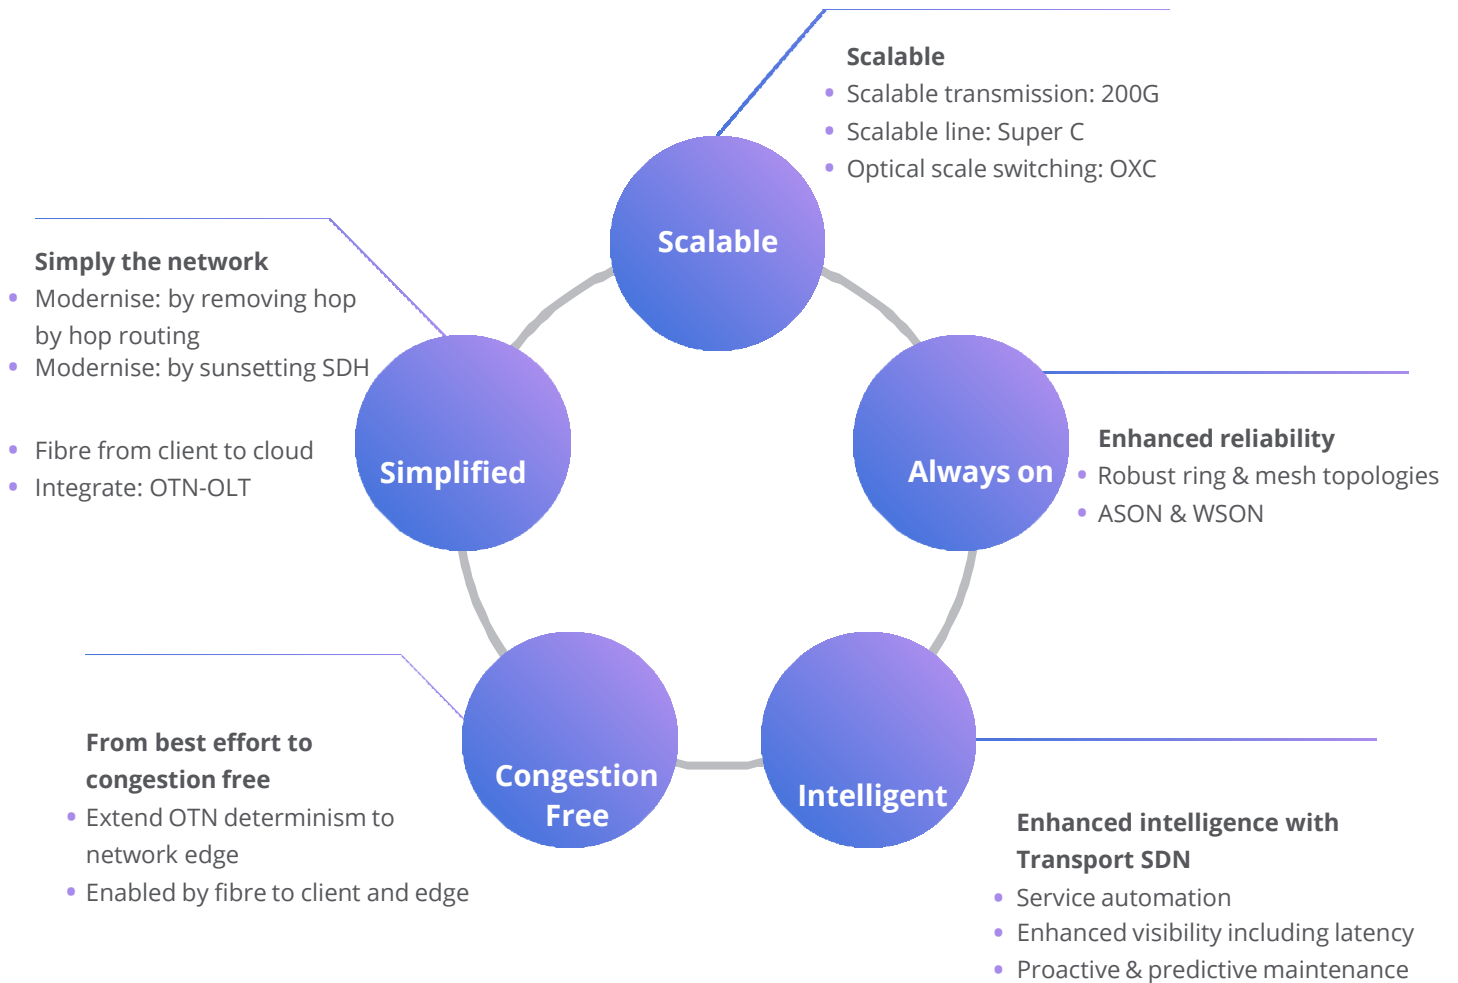 Scalable
• Scalable transmission: 200G
• Scalable line: Super C
• Optical scale switching: OXC
Scalable
Simply the network
• Modernise: by removing hop
by hop routing
• Modernise: by sunsetting SDH
• Fibre from client to cloud
• Integrate: OTN-OLT
Simplified
Always on
Enhanced reliability
• Robust ring & mesh topologies
• ASON & WSON
From best effort to
congestion free
• Extend OTN determinism to
network edge
• Enabled by fibre to client and edge
Congestion
Free
Intelligent
Enhanced intelligence with
Transport SDN
• Service automation
• Enhanced visibility including latency
• Proactive & predictive maintenance